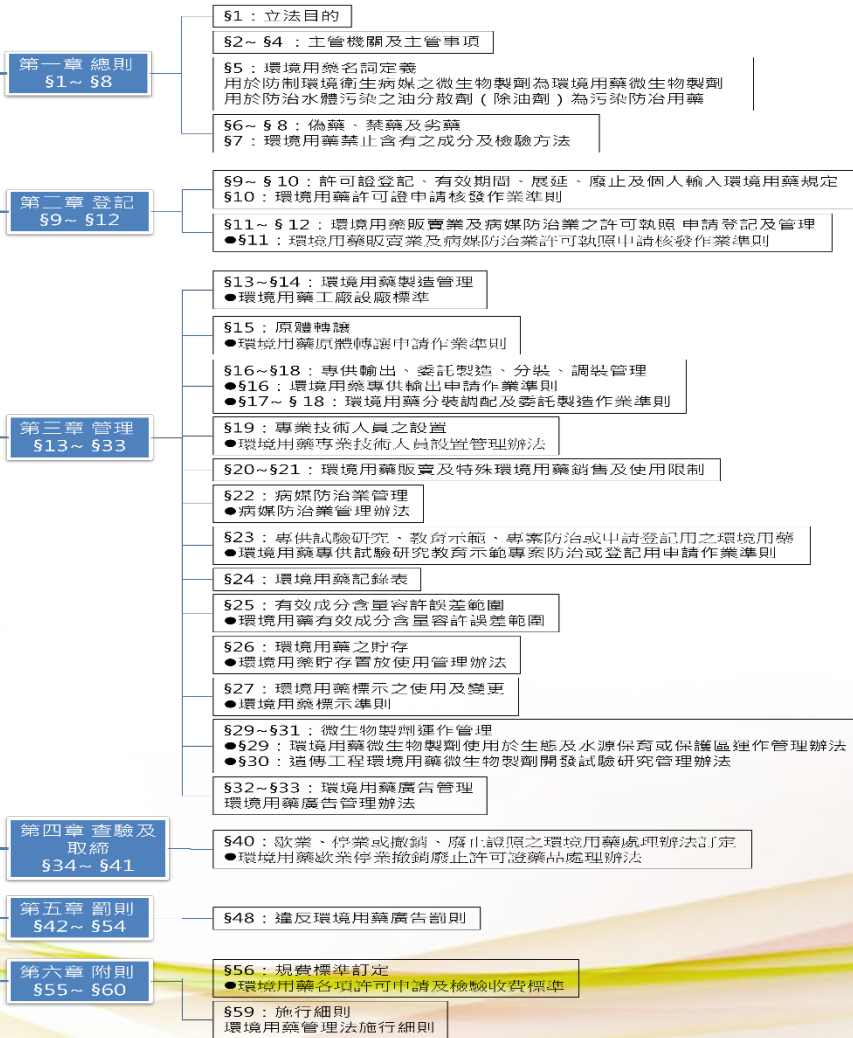 第一章 總則
§1~ §8
§1：立法目的
§2~ §4 ：主管機關及主管事項
§5：環境用藥名詞定義
用於防制環境衛生病媒之微生物製劑為環境用藥微生物製劑
用於防治水體污染之油分散劑（除油劑）為污染防治用藥
§6~ §8：偽藥、禁藥及劣藥
§7：環境用藥禁止含有之成分及檢驗方法
第二章 登記
§9~ §12
§9~ §10：許可證登記、有效期間、展延、廢止及個人輸入環境用藥規定
§10：環境用藥許可證申請核發作業準則
§11~ §12：環境用藥販賣業及病媒防治業之許可執照 申請登記及管理
●§11：環境用藥販賣業及病媒防治業許可執照申請核發作業準則
第三章 管理
§13~ §33
§13~§14：環境用藥製造管理
●環境用藥工廠設廠標準
§15：原體轉讓
●環境用藥原體轉讓申請作業準則
§16~§18：專供輸出、委託製造、分裝、調裝管理
●§16：環境用藥專供輸出申請作業準則
●§17~ §18：環境用藥分裝調配及委託製造作業準則
§19：專業技術人員之設置
●環境用藥專業技術人員設置管理辦法
§20~§21：環境用藥販賣及特殊環境用藥銷售及使用限制
§22：病媒防治業管理
●病媒防治業管理辦法
§23：專供試驗研究、教育示範、專案防治或申請登記用之環境用藥
●環境用藥專供試驗研究教育示範專案防治或登記用申請作業準則
§24：環境用藥記錄表
§25：有效成分含量容許誤差範圍
●環境用藥有效成分含量容許誤差範圍
§26：環境用藥之貯存
●環境用藥貯存置放使用管理辦法
§27：環境用藥標示之使用及變更
●環境用藥標示準則
§29~§31：微生物製劑運作管理
●§29：環境用藥微生物製劑使用於生態及水源保育或保護區運作管理辦法
●§30：遺傳工程環境用藥微生物製劑開發試驗研究管理辦法
§32~§33：環境用藥廣告管理
環境用藥廣告管理辦法
第四章 查驗及
取締
§34~ §41
§40：歇業、停業或撤銷、廢止證照之環境用藥處理辦法訂定
●環境用藥歇業停業撤銷廢止許可證藥品處理辦法
第五章 罰則
§42~ §54
§48：違反環境用藥廣告罰則
第六章 附則
§55~ §60
§56：規費標準訂定
●環境用藥各項許可申請及檢驗收費標準
§59：施行細則
環境用藥管理法施行細則